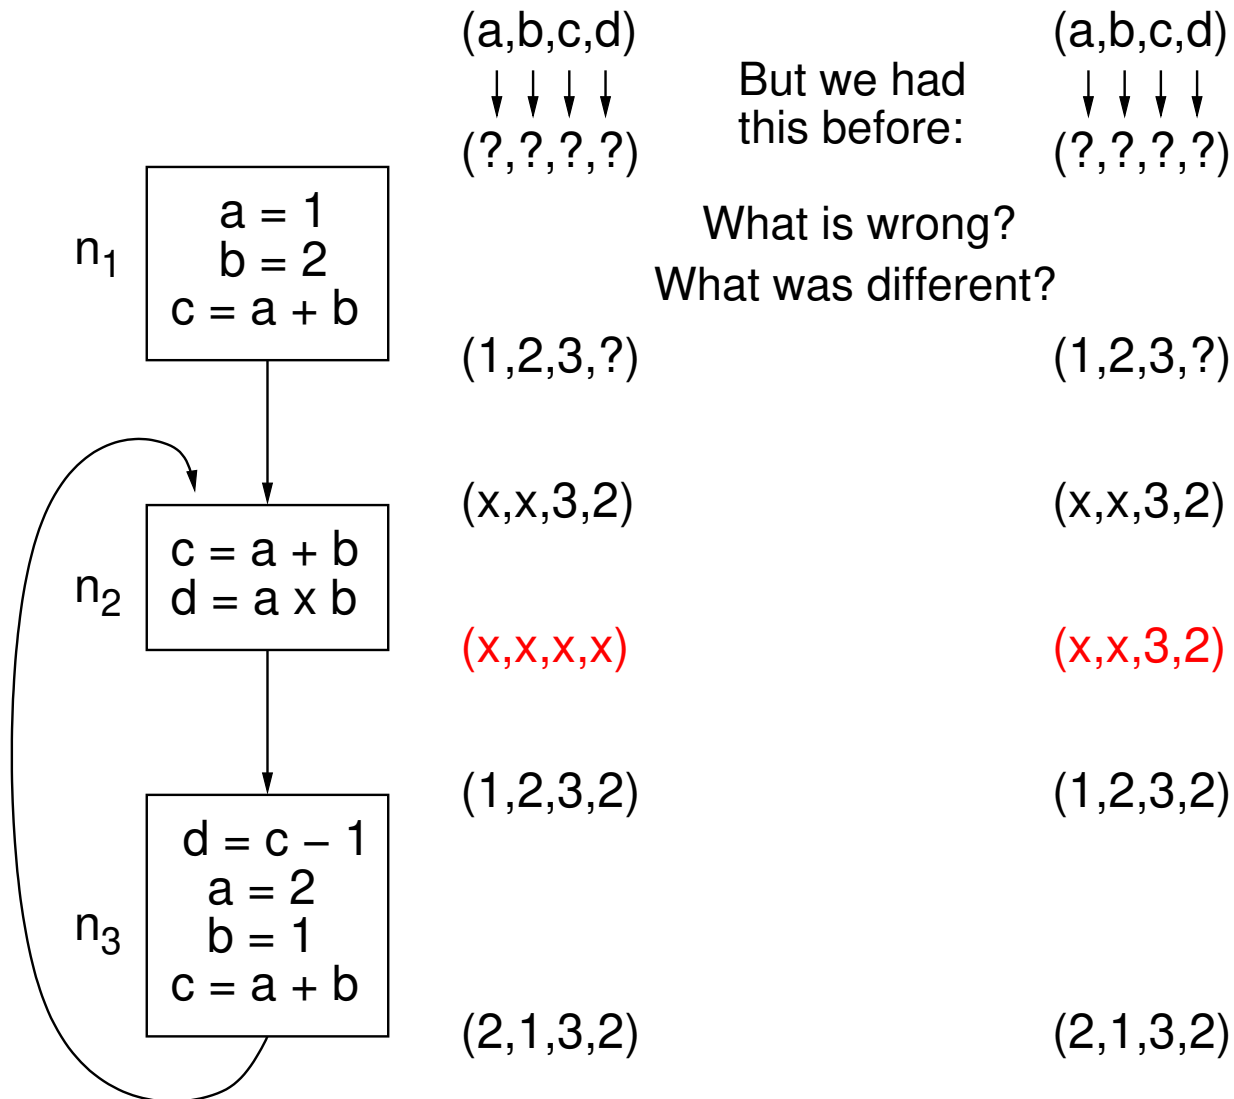 (a,b,c,d)
(?,?,?,?)
But we had
this before:
(a,b,c,d)
(?,?,?,?)
What is wrong?
What was different?
n1
a = 1
b = 2
c = a + b
(1,2,3,?)
(1,2,3,?)
(x,x,3,2)
(x,x,3,2)
n2
c = a + b
d = a x b
(x,x,x,x)
(x,x,3,2)
(1,2,3,2)
(1,2,3,2)
n3
d = c – 1
a = 2
b = 1
c = a + b
(2,1,3,2)
(2,1,3,2)